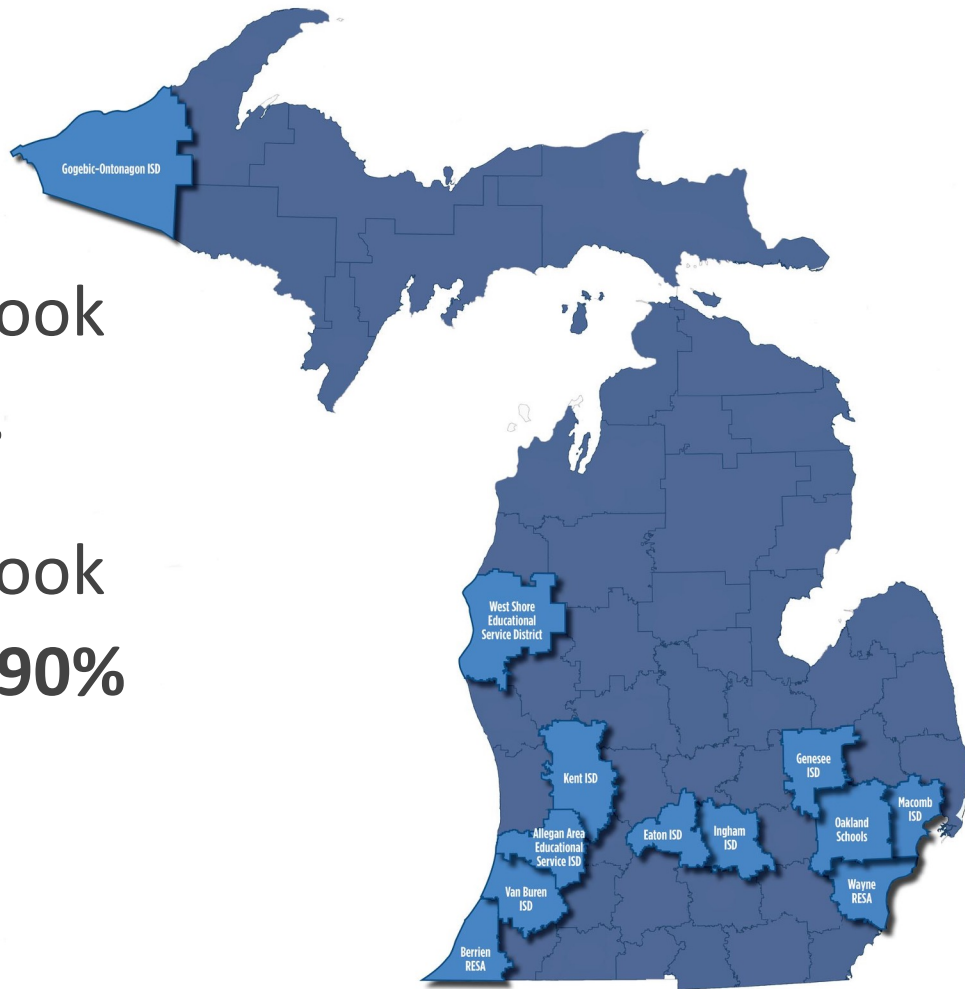 Gogebic-Ontonagon ISD
ook
ook
90%
West Shore
Educational
Service District
Kent ISD
Genesee
ISD
Macomb
ISD
Oakland
Schools
Allegan Area
Educational
Service ISD
Eaton ISD
Ingham
ISD
Van Buren
ISD
Wayne
RESA
Berrien
RESA